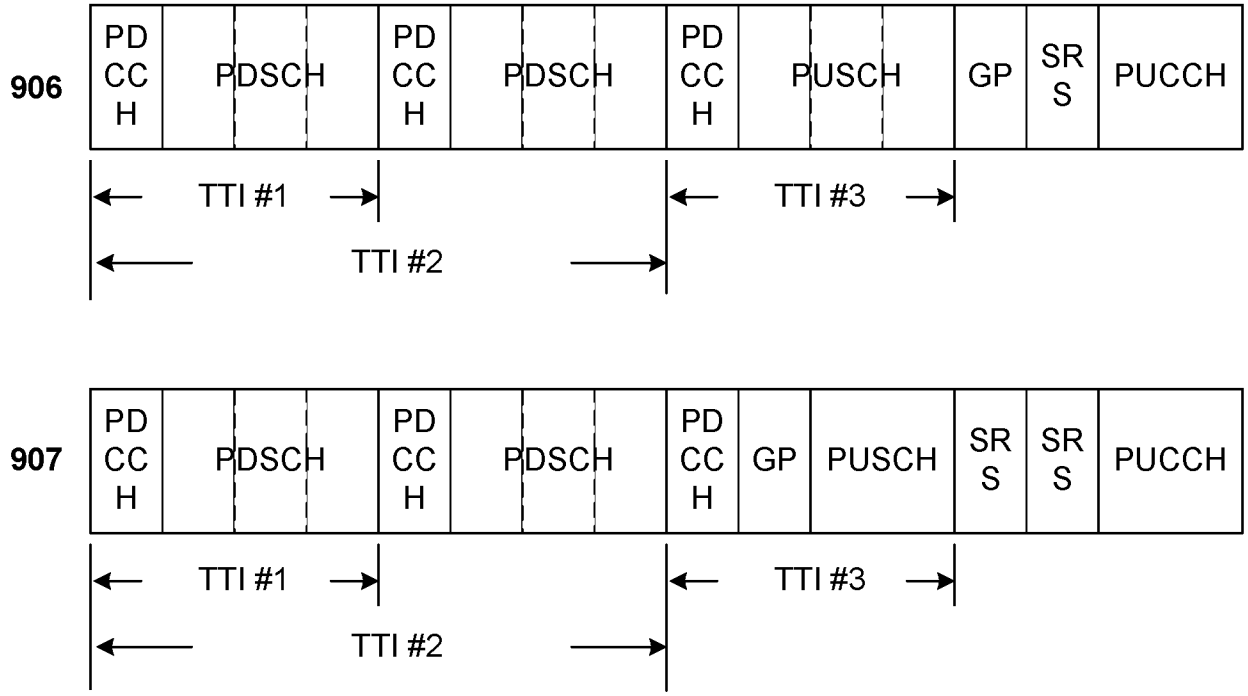 PD PD PD
906 CC PDSCH CC PDSCH CC PUSCH GP SR S PUCCH
H H H
TTI #1 TTI #3
TTI #2
PD PD PD
907 CC PDSCH CC PDSCH CC GP PUSCH SR S SR S PUCCH
H H H
TTI #1 TTI #3
TTI #2